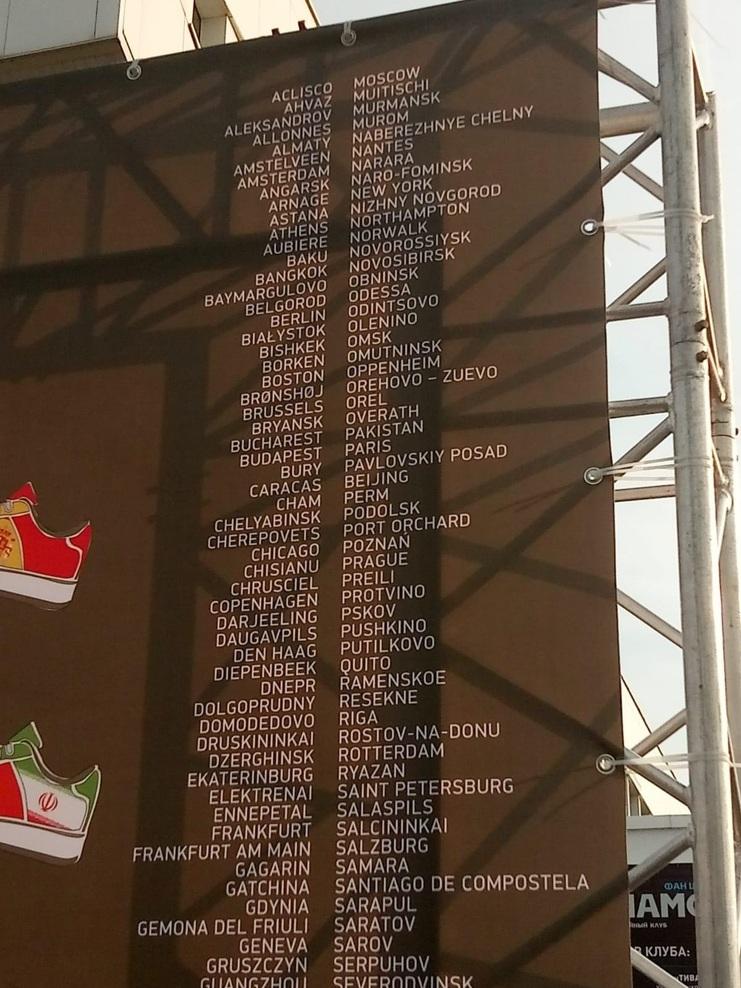 ACLISCO
AHVAZ
ALEKSANDROV
ALLONNES
ALMATY
AMSTELVEEN
AMSTERDAM
ANGARSK
ARNAGE
ASTANA
ATHENS
AUBIERE
BAKU
BANGKOK
BAYMARGULOVO
BELGOROD
BERLIN
BIAŁYSTOK
BISHKEK
BORKEN
BOSTON
BRØNSHØJ
BRUSSELS
BRYANSK
BUCHAREST
BUDAPEST
BURY
CARACAS
CHAM
CHELYABINSK
CHEREPOVETS
CHICAGO
CHISIANU
CHRUSCIEL
COPENHAGEN
DARJEELING
DAUGAVPILS
DEN HAAG
DIEPENBEEK
DNEPR
DOLGOPRUDNY
DOMODEDOVO
DRUSKININKAI
DZERGHINSK
EKATERINBURG
ELEKTRENAI
ENNEPETAL
FRANKFURT
FRANKFURT AM MAIN
GAGARIN
GATCHINA
GDYNIA
GEMONA DEL FRIULI
GENEVA
GRUSZCZYN
GUANGZHOU
MOSCOW
MUITISCHI
MURMANSK
MUROM
NABEREZHNYE CHELNY
NANTES
NARARA
NARO-FOMINSK
NEW YORK
NIZHNY NOVGOROD
NORTHAMPTON
NORWALK
NOVOROSSIYSK
NOVOSIBIRSK
OBNINSK
ODESSA
ODINTSOVO
OLENINO
OMSK
OMUTNINSK
OPPENHEIM
OREHOVO – ZUEVO
OREL
OVERATH
PAKISTAN
PARIS
PAVLOVSKIY POSAD
BEIJING
PERM
PODOLSK
PORT ORCHARD
POZNAŃ
PRAGUE
PREILI
PROTVINO
PSKOV
PUSHKINO
PUTILKOVO
QUITO
RAMENSKOE
RESEKNE
RIGA
ROSTOV-NA-DONU
ROTTERDAM
RYAZAN
SAINT PETERSBURG
SALASPILS
SALCININKAI
SALZBURG
SAMARA
SANTIAGO DE COMPOSTELA
SARAPUL
SARATOV
SAROV
SERPUHOV
SEVERODVINSK
ФАН
КЛУБ
КЛУБА: